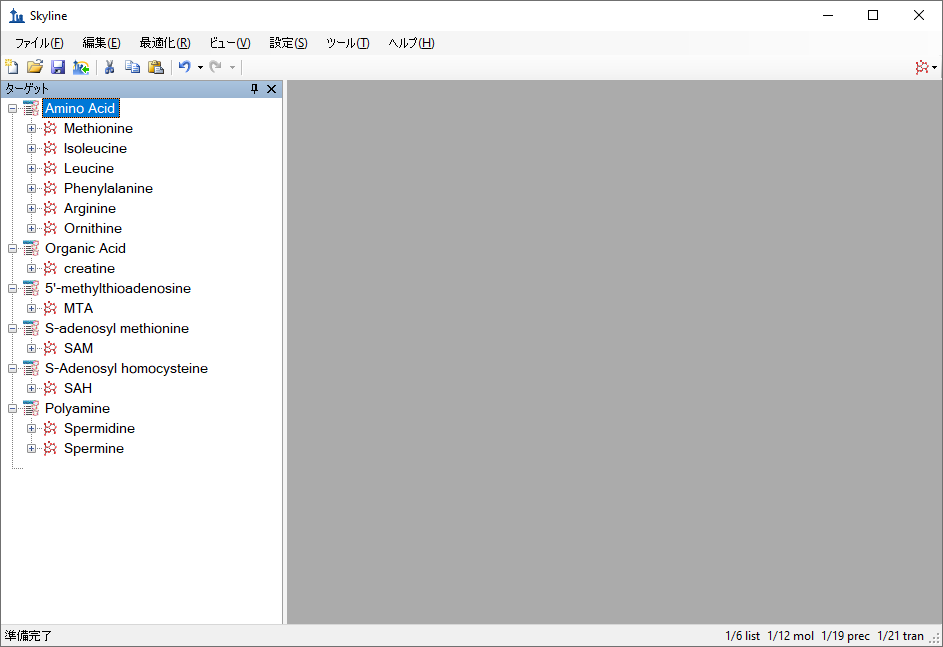 Skyline
ファイル(F) 編集(E) 最適化(R) ビュー(V) 設定(S) ツール(T) ヘルプ(H)
ターゲット
Amino Acid
Methionine
Isoleucine
Leucine
Phenylalanine
Arginine
Ornithine
Organic Acid
creatine
5'-methylthioadenosine
MTA
S-adenosyl methionine
SAM
S-Adenosyl homocysteine
SAH
Polyamine
Spermidine
Spermine
準備完了 1/6 list 1/12 mol 1/19 prec 1/21 tran